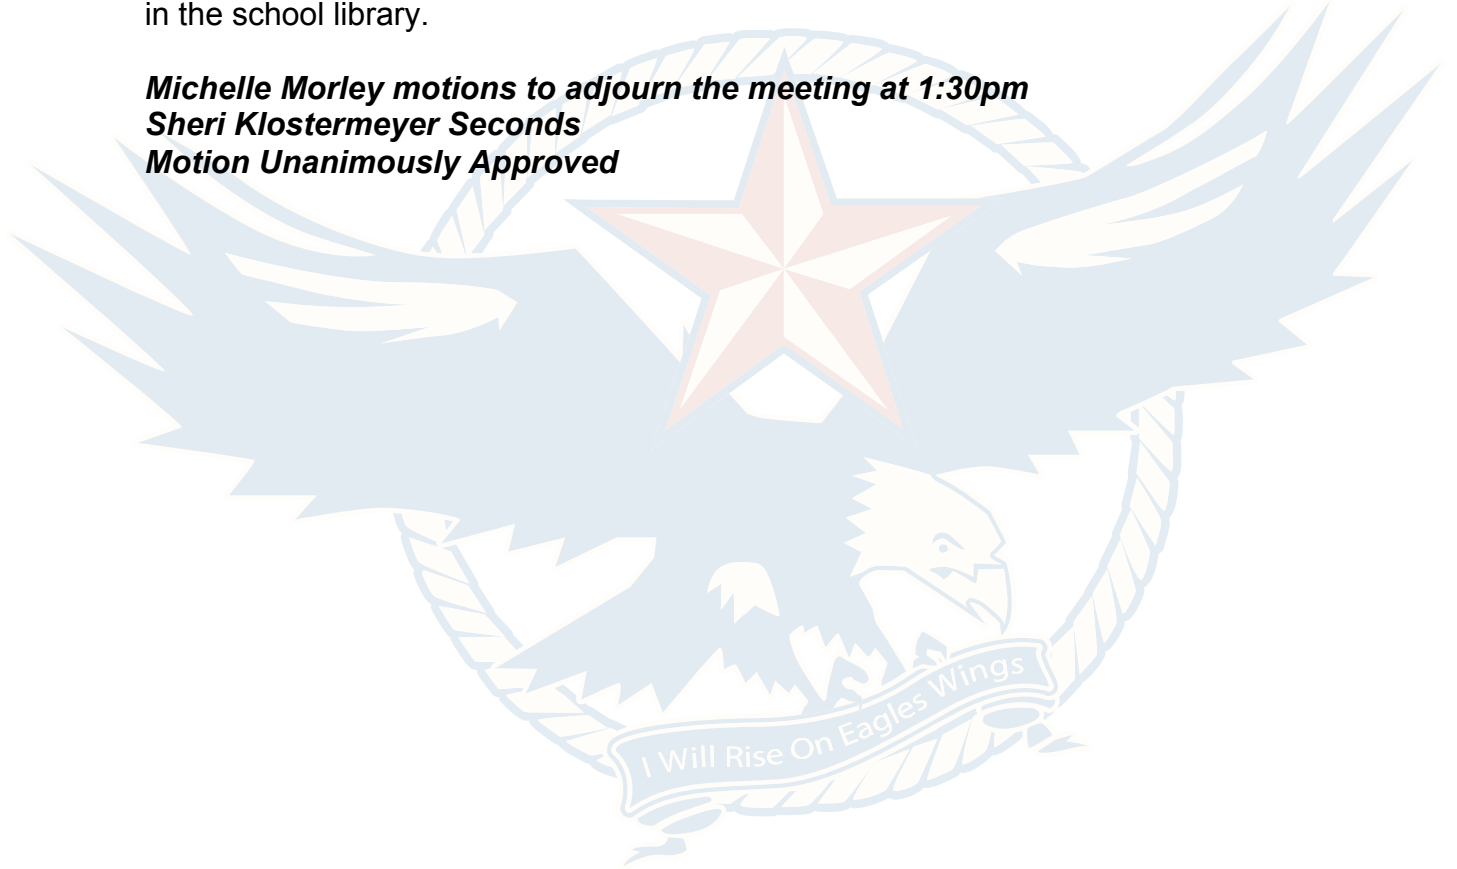 in the school library.
Michelle Morley motions to adjourn the meeting at 1:30pm
Sheri Klostermeyer Seconds
Motion Unanimously Approved
I Will Rise On Eagles Wings